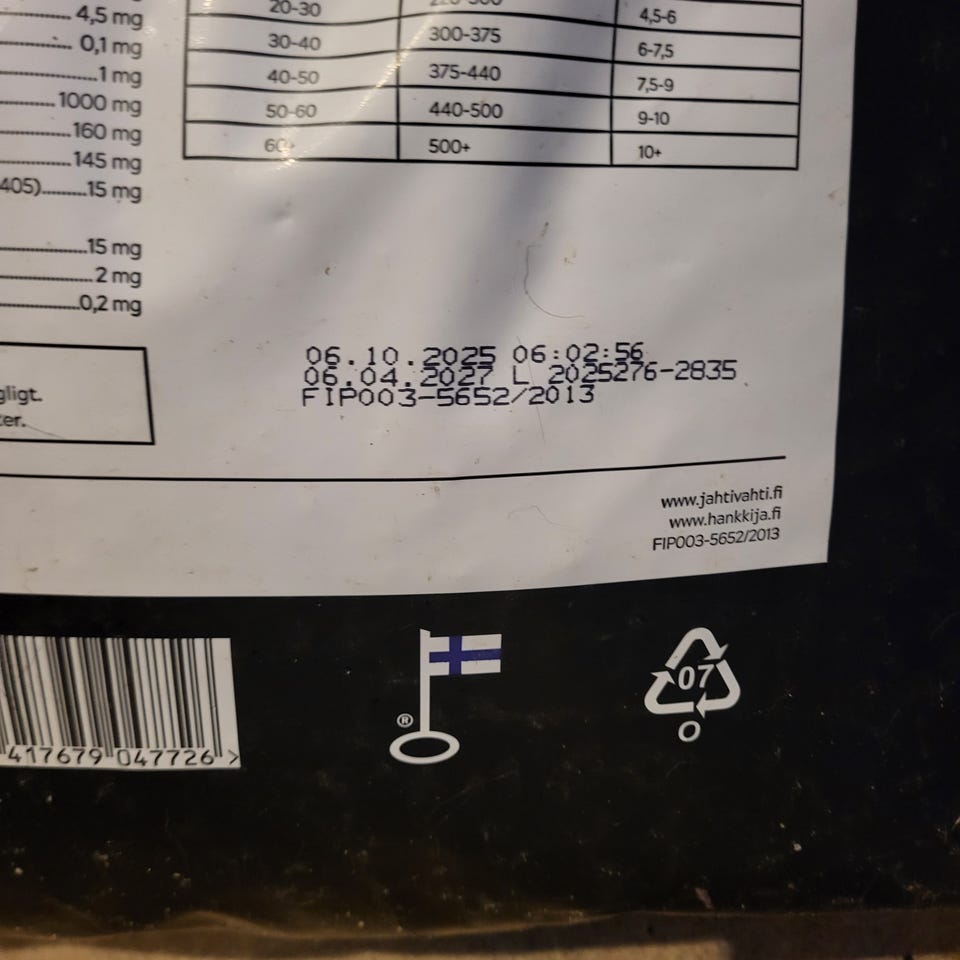 4,5 mg
0,1 mg
1 mg
1000 mg
160 mg
145 mg
405).........15 mg
15 mg
2 mg
0,2 mg
20-30
4,5-6
30-40 300-375 6-7,5
40-50 375-440 7,5-9
50-60 440-500 9-10
60+ 500+ 10+
06.10.2025 06:02:56
06.04.2027 L 2025276-2835
FIP003-5652/2013
gligt.
ter.
www.jahtivahti.fi
www.hankkija.fi
FIP003-5652/2013
417679 047726 >
®
07
O